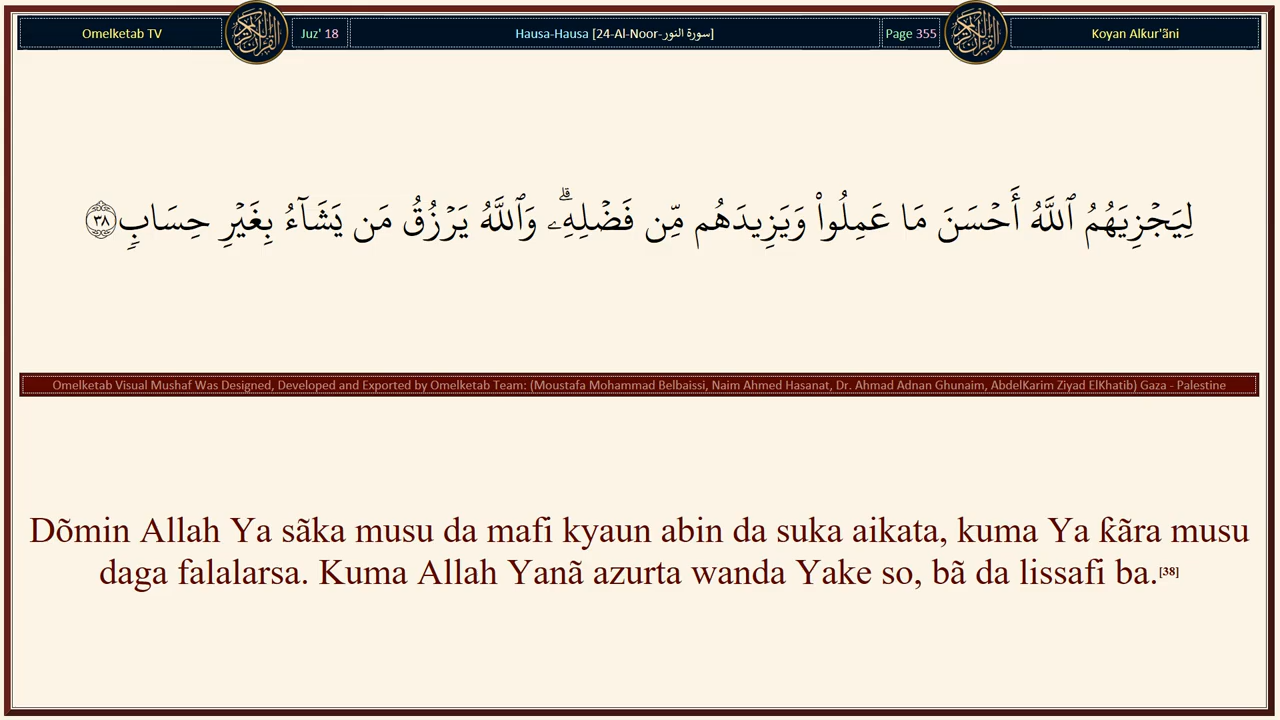 Omelketab TV
Juz' 18
Hausa-Hausa [24-Al-Noor-سورة النور]
Page 355
Koyan Alƙur'ãni
لِيَجْزِيَهُمُ ٱللَّهُ أَحْسَنَ مَا عَمِلُوا۟ وَيَزِيدَهُم مِّن فَضْلِهِۦ ۗ وَٱللَّهُ يَرْزُقُ مَن يَشَآءُ بِغَيْرِ حِسَابٍ ٣٨
Omelketab Visual Mushaf Was Designed, Developed and Exported by Omelketab Team: (Moustafa Mohammad Belbaissi, Naim Ahmed Hasanat, Dr. Ahmad Adnan Ghunaim, AbdelKarim Ziyad ElKhatib) Gaza - Palestine
Dõmin Allah Ya sãka musu da mafi kyaun abin da suka aikata, kuma Ya ƙãra musu
daga falalarsa. Kuma Allah Yanã azurta wanda Yake so, bã da lissafi ba.[38]